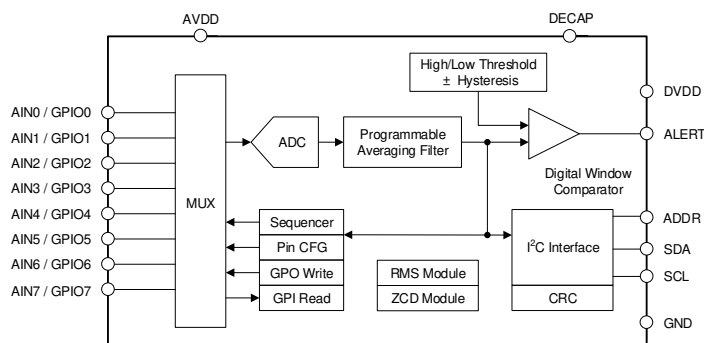 AVDD
DECAP
High/Low Threshold
± Hysteresis
DVDD
AIN0 / GPIO0
AIN1 / GPIO1
AIN2 / GPIO2
AIN3 / GPIO3
AIN4 / GPIO4
AIN5 / GPIO5
AIN6 / GPIO6
AIN7 / GPIO7
MUX
ADC
Programmable
Averaging Filter
ALERT
Digital Window
Comparator
Sequencer
Pin CFG
GPO Write
GPI Read
RMS Module
ZCD Module
I²C Interface
CRC
ADDR
SDA
SCL
GND